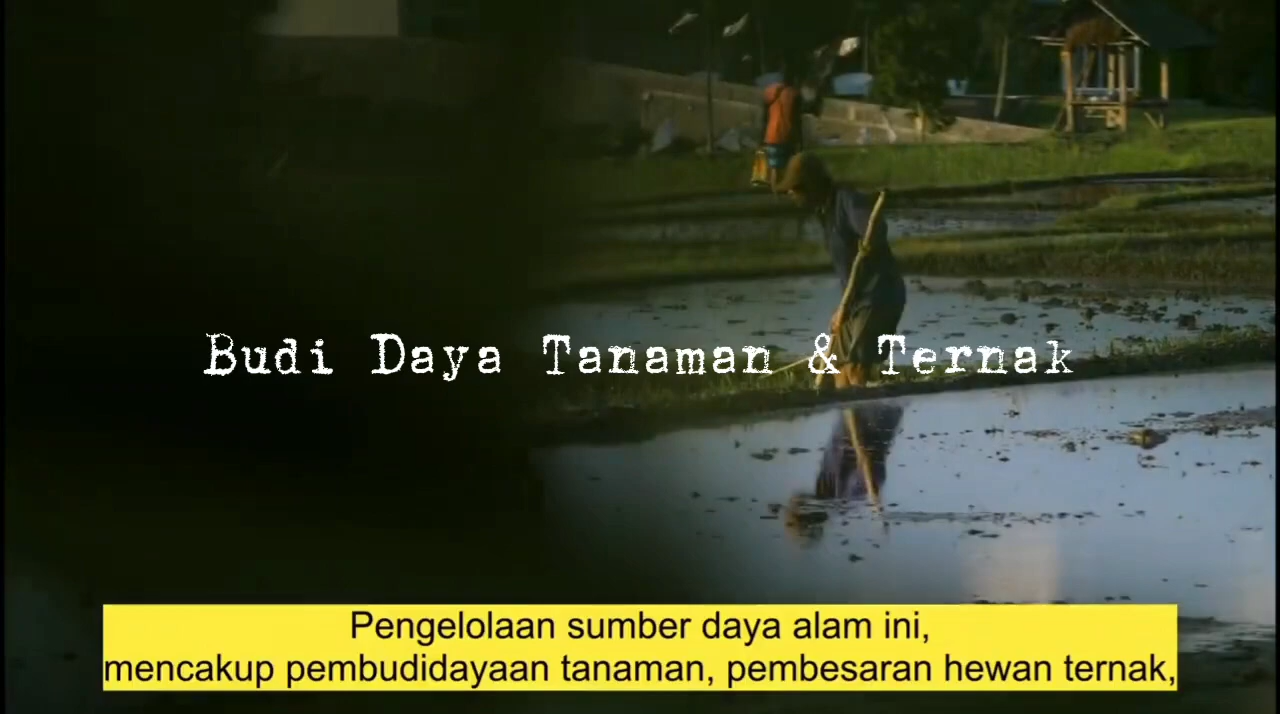 Budi Daya Tanaman & Ternak
Pengelolaan sumber daya alam ini,
mencakup pembudidayaan tanaman, pembesaran hewan ternak,